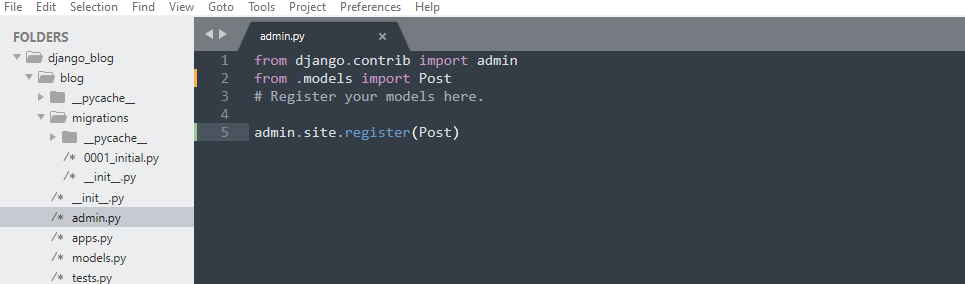 File Edit Selection Find View Goto Tools Project Preferences Help
FOLDERS
django_blog
blog
__pycache__
migrations
__pycache__
/* 0001_initial.py
/* __init__.py
/* __init__.py
/* admin.py
/* apps.py
/* models.py
/* tests.py
admin.py ×
1 from django.contrib import admin
2 from .models import Post
3 # Register your models here.
4
5 admin.site.register(Post)